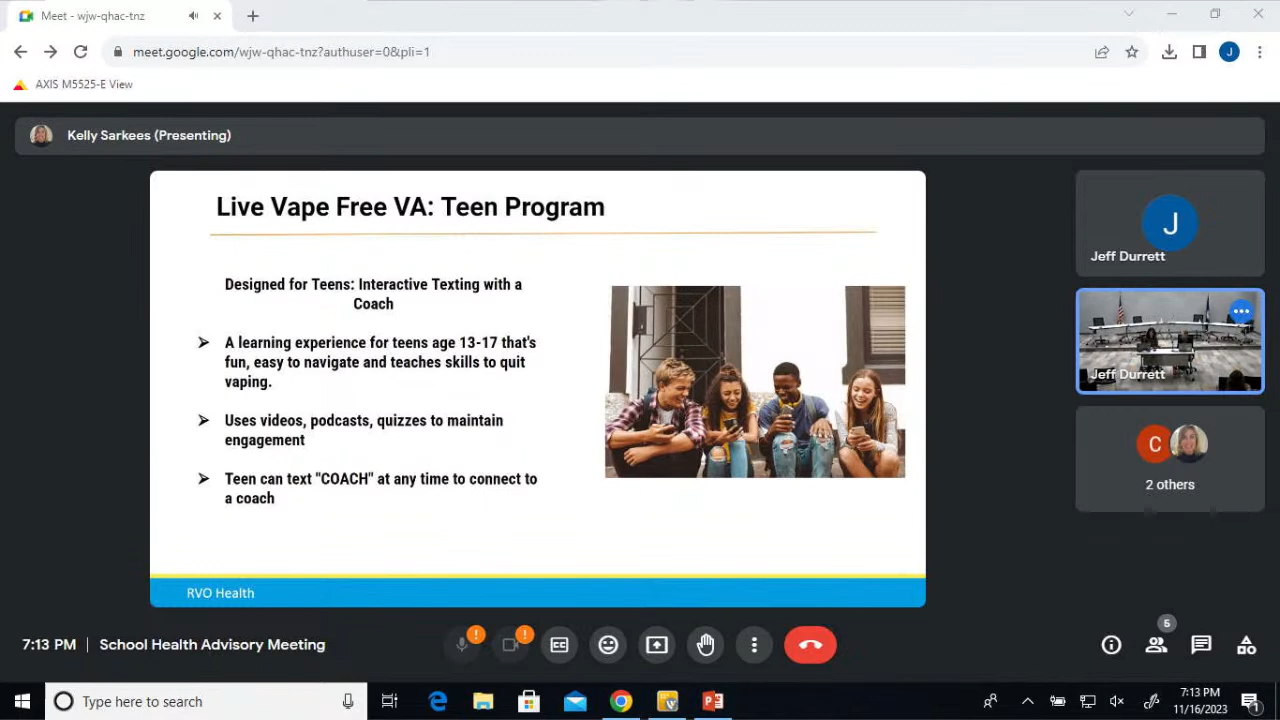 Meet - wjw-qhac-tnz
meet.google.com/wjw-qhac-tnz?authuser=0&pli=1
J
AXIS M5525-E View
Kelly Sarkees (Presenting)
Live Vape Free VA: Teen Program
Designed for Teens: Interactive Texting with a
Coach
➢ A learning experience for teens age 13-17 that's
fun, easy to navigate and teaches skills to quit
vaping.
➢ Uses videos, podcasts, quizzes to maintain
engagement
➢ Teen can text "COACH" at any time to connect to
a coach
RVO Health
J
Jeff Durrett
Jeff Durrett
C
2 others
7:13 PM | School Health Advisory Meeting
! !
CC
5
Type here to search
7:13 PM
11/16/2023
1